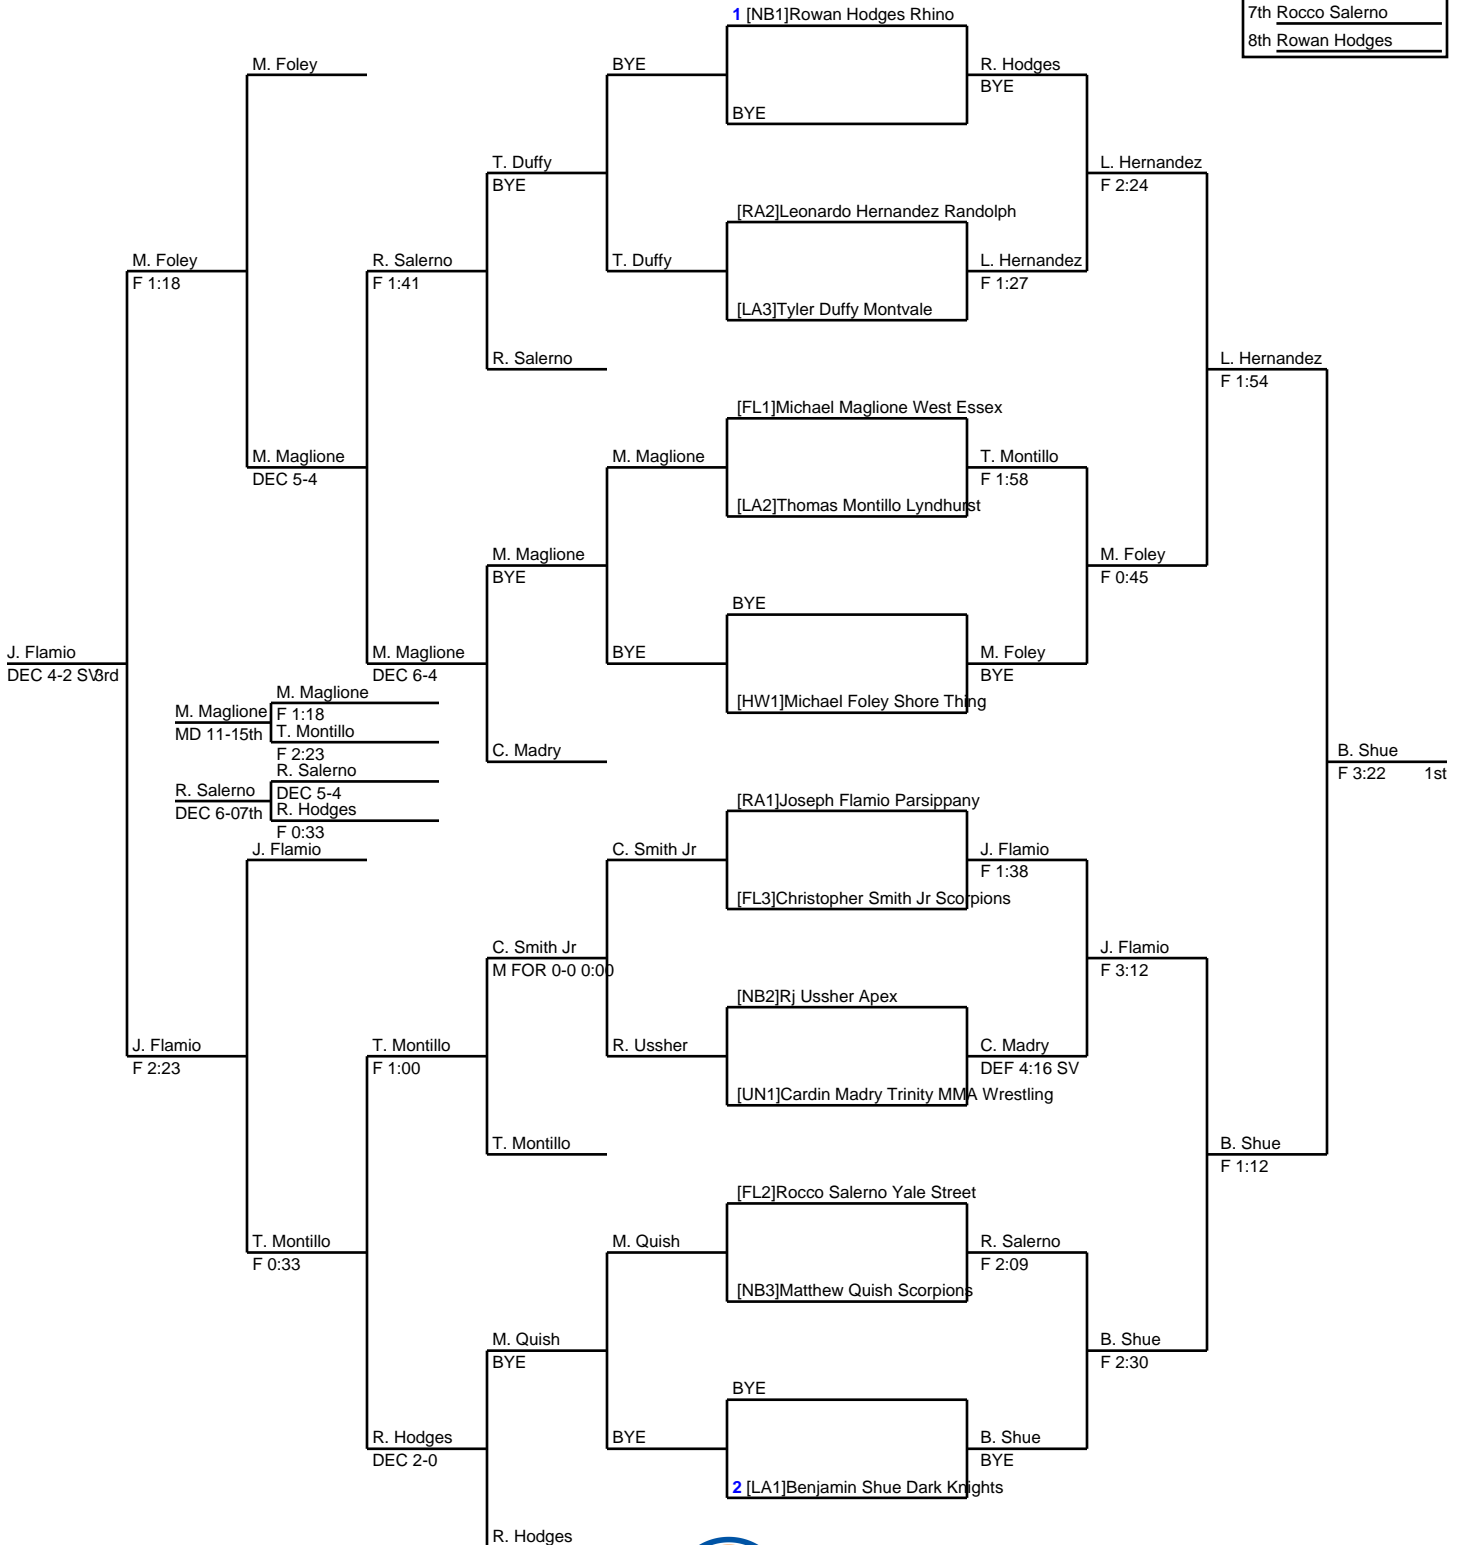 1 [NB1]Rowan Hodges Rhino
7th Rocco Salerno
8th Rowan Hodges
M. Foley
BYE
R. Hodges
BYE
BYE
T. Duffy
BYE
L. Hernandez
F 2:24
[RA2]Leonardo Hernandez Randolph
M. Foley
F 1:18
R. Salerno
F 1:41
T. Duffy
L. Hernandez
F 1:27
[LA3]Tyler Duffy Montvale
R. Salerno
L. Hernandez
F 1:54
[FL1]Michael Maglione West Essex
M. Maglione
DEC 5-4
M. Maglione
T. Montillo
F 1:58
[LA2]Thomas Montillo Lyndhurst
M. Maglione
BYE
M. Foley
F 0:45
BYE
J. Flamio
DEC 4-2 SV 3rd
M. Maglione
DEC 6-4
BYE
M. Foley
BYE
M. Maglione
F 1:18
[HW1]Michael Foley Shore Thing
M. Maglione
MD 11-1 5th
T. Montillo
F 2:23
C. Madry
B. Shue
F 3:22 1st
R. Salerno
DEC 5-4
R. Salerno
DEC 6-0 7th
R. Hodges
F 0:33
[RA1]Joseph Flamio Parsippany
J. Flamio
C. Smith Jr
J. Flamio
F 1:38
[FL3]Christopher Smith Jr Scorpions
C. Smith Jr
M FOR 0-0 0:00
J. Flamio
F 3:12
[NB2]Rj Ussher Apex
J. Flamio
F 2:23
T. Montillo
F 1:00
R. Ussher
C. Madry
DEF 4:16 SV
[UN1]Cardin Madry Trinity MMA Wrestling
T. Montillo
B. Shue
F 1:12
[FL2]Rocco Salerno Yale Street
T. Montillo
F 0:33
M. Quish
R. Salerno
F 2:09
[NB3]Matthew Quish Scorpions
M. Quish
BYE
B. Shue
F 2:30
BYE
R. Hodges
DEC 2-0
BYE
B. Shue
BYE
2 [LA1]Benjamin Shue Dark Knights
R. Hodges